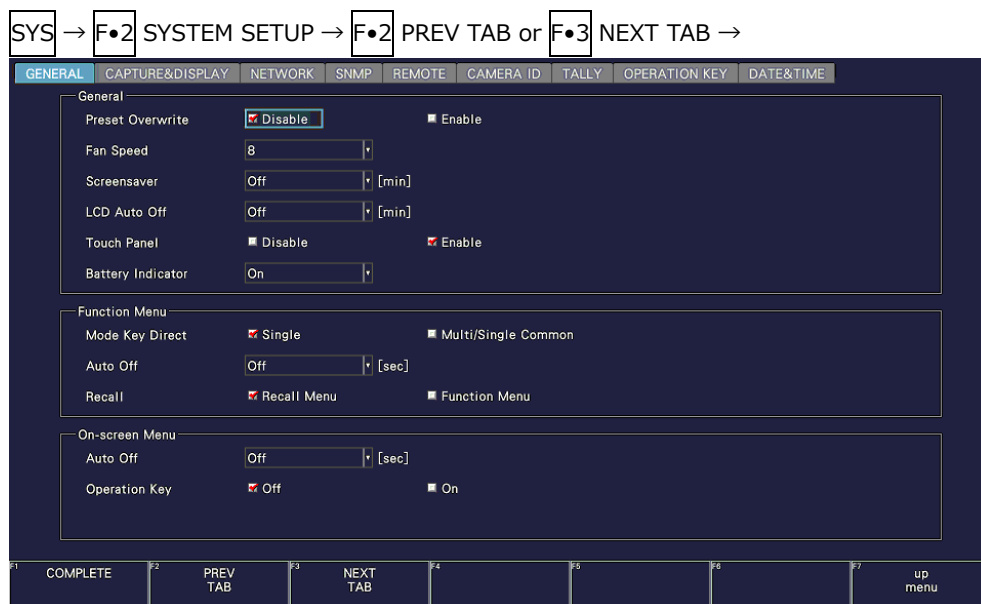 SYS → F•2 SYSTEM SETUP → F•2 PREV TAB or F•3 NEXT TAB →
GENERAL CAPTURE&DISPLAY NETWORK SNMP REMOTE CAMERA ID TALLY OPERATION KEY DATE&TIME
General
Preset Overwrite Disable Enable
Fan Speed 8
Screensaver Off [min]
LCD Auto Off Off [min]
Touch Panel Disable Enable
Battery Indicator On
Function Menu
Mode Key Direct Single Multi/Single Common
Auto Off Off [sec]
Recall Recall Menu Function Menu
On-screen Menu
Auto Off Off [sec]
Operation Key Off On
F1 COMPLETE F2 PREV F3 NEXT F4 F5 F6 F7 up
TAB TAB menu